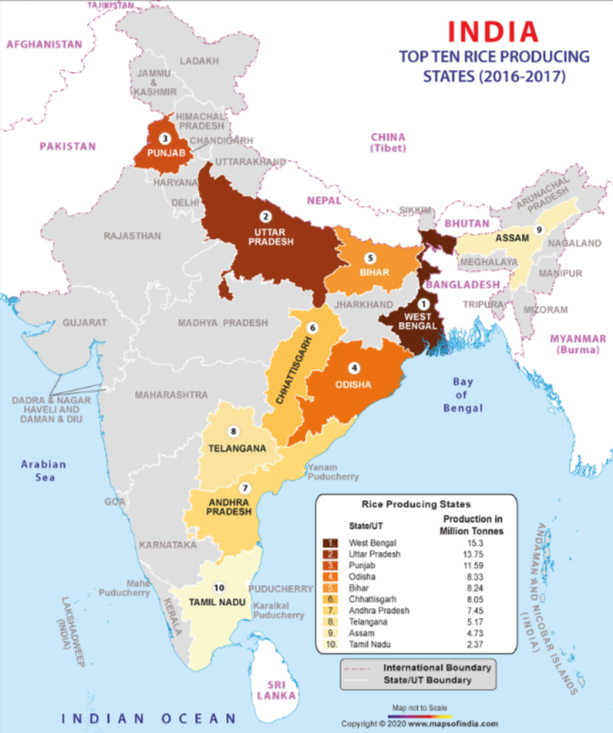 TAJIKISTAN
INDIA
TOP TEN RICE PRODUCING
STATES (2016-2017)
AFGHANISTAN
LADAKH
JAMMU
& KASHMIR
HIMACHAL
PRADESH
CHINA
(Tibet)
3
PUNJAB
CHANDIGARH
PAKISTAN
UTTARAKHAND
HARYANA
DELHI
NEPAL
SIKKIM
BHUTAN
ARUNACHAL
PRADESH
2
UTTAR
PRADESH
RAJASTHAN
9
ASSAM
NAGALAND
MEGHALAYA
MANIPUR
5
BIHAR
BANGLADESH
TRIPURA
MIZORAM
JHARKHAND
1
WEST
BENGAL
GUJARAT
MADHYA PRADESH
6
CHHATTISGARH
MYANMAR
(Burma)
4
ODISHA
DADRA & NAGAR
HAVELI AND
DAMAN & DIU
MAHARASHTRA
Bay
of
Bengal
8
TELANGANA
Arabian
Sea
Yanam
Puducherry
7
ANDHRA
PRADESH
GOA
KARNATAKA
Rice Producing States
State/UT Production in
Million Tonnes
1. West Bengal 15.3
2. Uttar Pradesh 13.75
3. Punjab 11.59
4. Odisha 8.33
5. Bihar 8.24
6. Chhattisgarh 8.05
7. Andhra Pradesh 7.45
8. Telangana 5.17
9. Assam 4.73
10. Tamil Nadu 2.37
ANDAMAN AND NICOBAR ISLANDS
(INDIA)
Mahe
Puducherry
10
TAMIL NADU
PUDUCHERRY
Karaikal
Puducherry
KERALA
LAKSHADWEEP
(INDIA)
SRI
LANKA
International Boundary
State/UT Boundary
INDIAN OCEAN
Map not to Scale
Copyright © 2020 www.mapsofindia.com